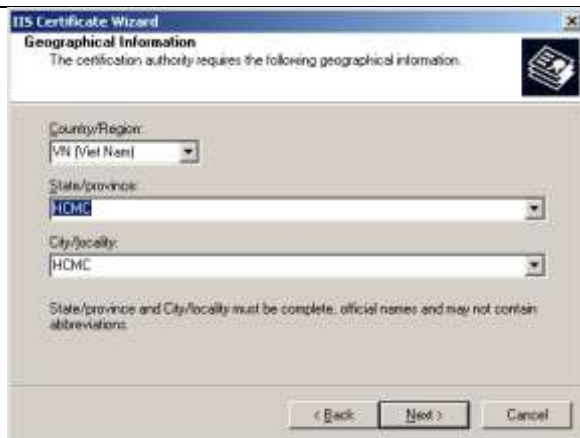 IIS Certificate Wizard
Geographical Information
The certification authority requires the following geographical information.
Country/Region:
VN (Viet Nam)
State/province:
HCMC
City/locality:
HCMC
State/province and City/locality must be complete, official names and may not contain
abbreviations.
< Back
Next >
Cancel